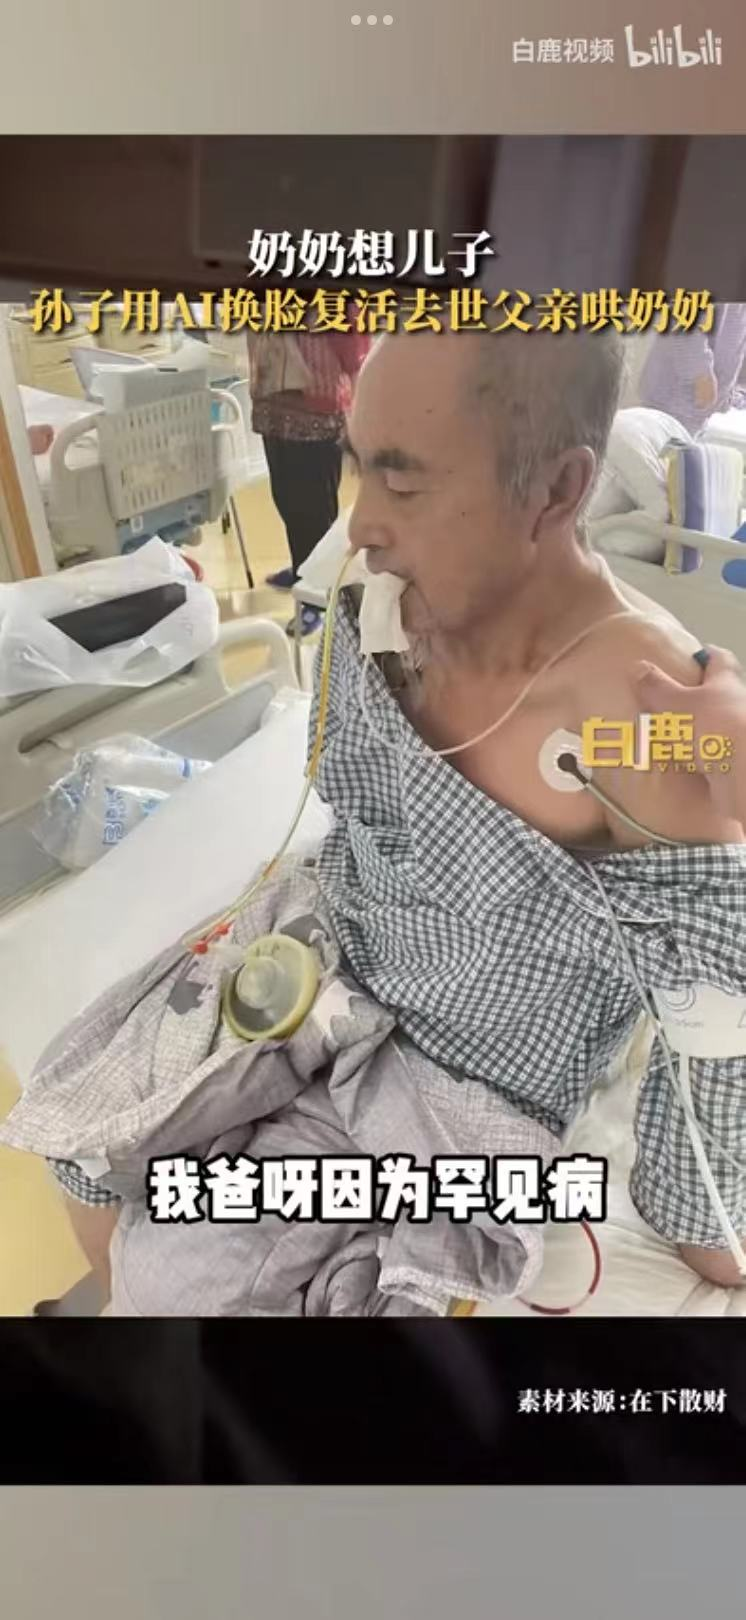 白鹿视频 bilibili
奶奶想儿子
孙子用AI换脸复活去世父亲哄奶奶
白鹿
VIDEO
我爸呀因为罕见病
素材来源:在下散财